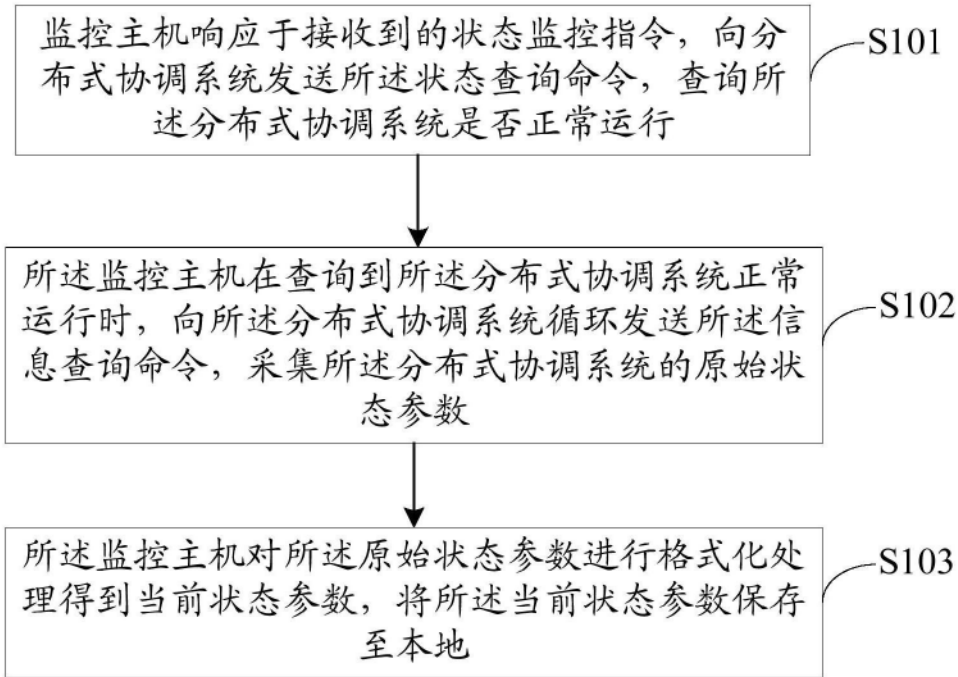 监控主机响应于接收到的状态监控指令，向分
布式协调系统发送所述状态查询命令，查询所
述分布式协调系统是否正常运行
S101
所述监控主机在查询到所述分布式协调系统正常
运行时，向所述分布式协调系统循环发送所述信
息查询命令，采集所述分布式协调系统的原始状
态参数
S102
所述监控主机对所述原始状态参数进行格式化处
理得到当前状态参数，将所述当前状态参数保存
至本地
S103